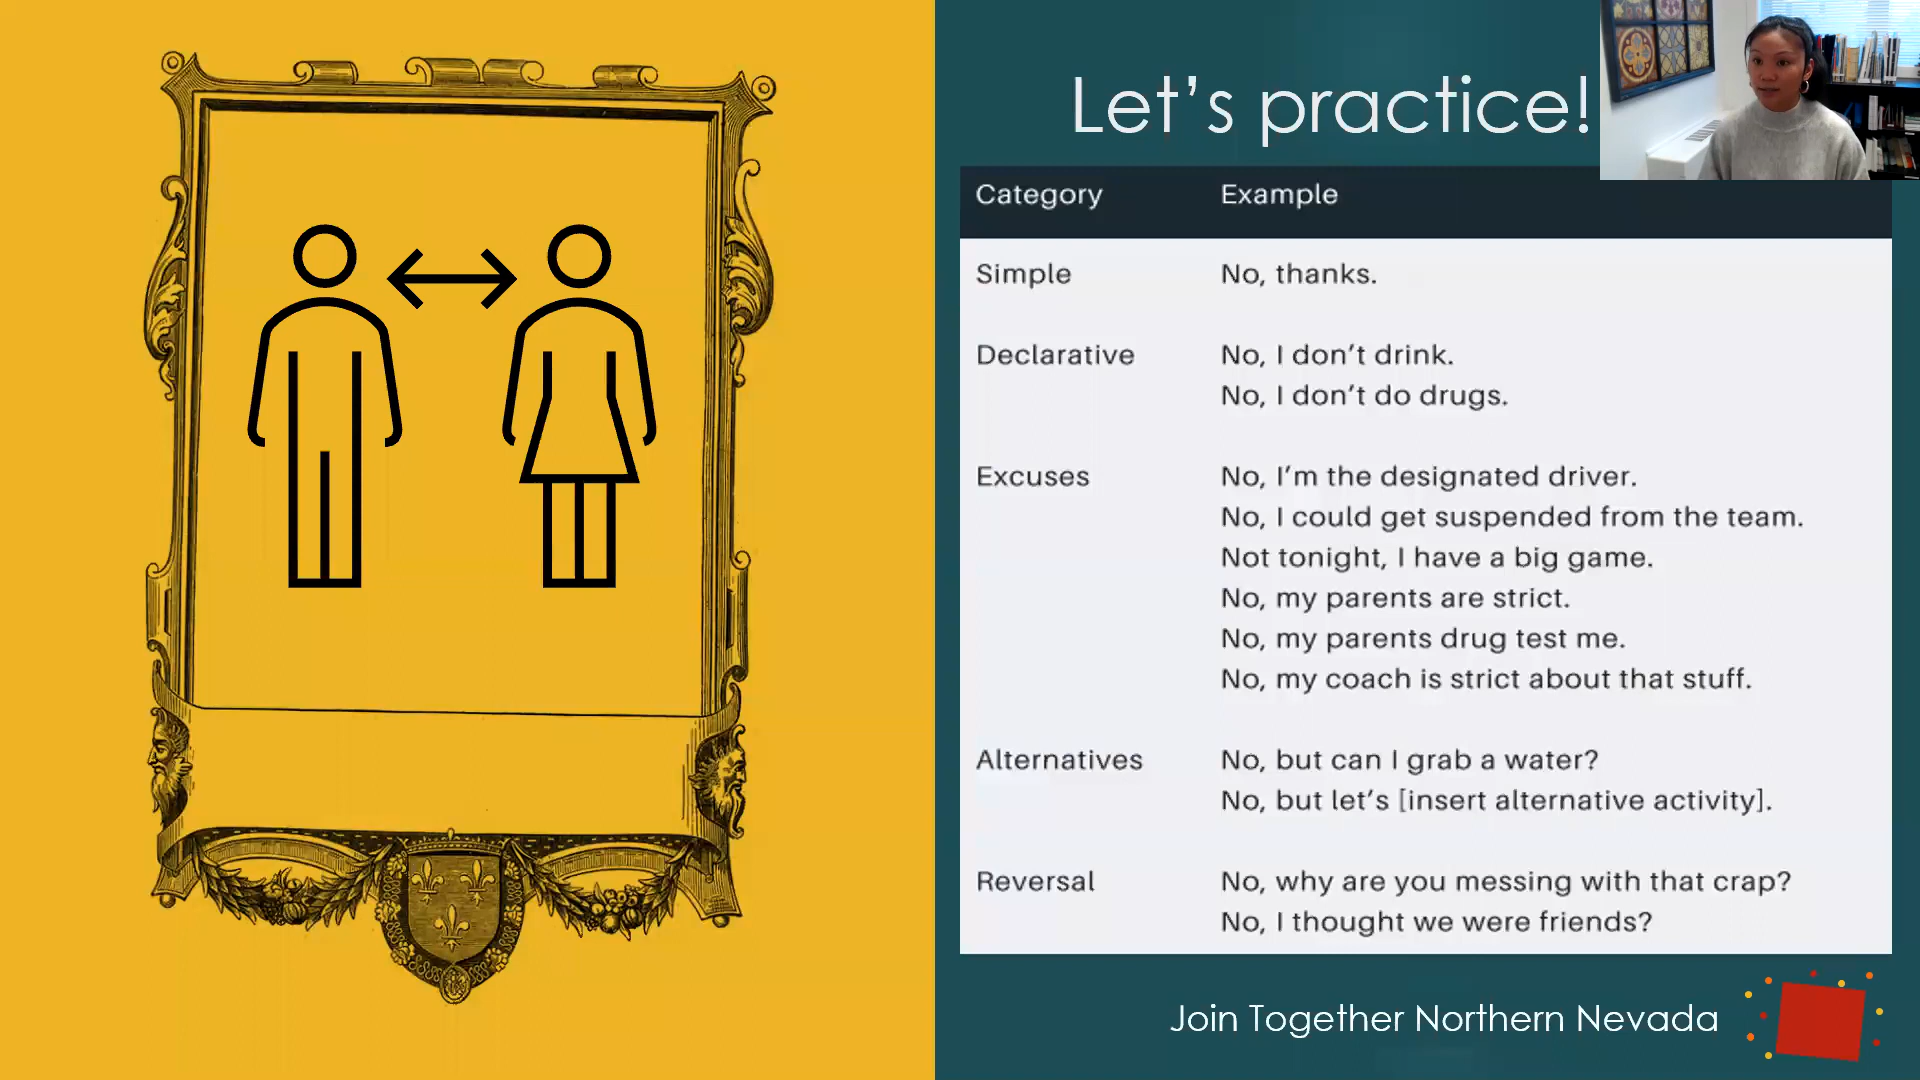 Let’s practice!
Category Example
Simple No, thanks.
Declarative No, I don’t drink.
No, I don’t do drugs.
Excuses No, I’m the designated driver.
No, I could get suspended from the team.
Not tonight, I have a big game.
No, my parents are strict.
No, my parents drug test me.
No, my coach is strict about that stuff.
Alternatives No, but can I grab a water?
No, but let’s [insert alternative activity].
Reversal No, why are you messing with that crap?
No, I thought we were friends?
Join Together Northern Nevada